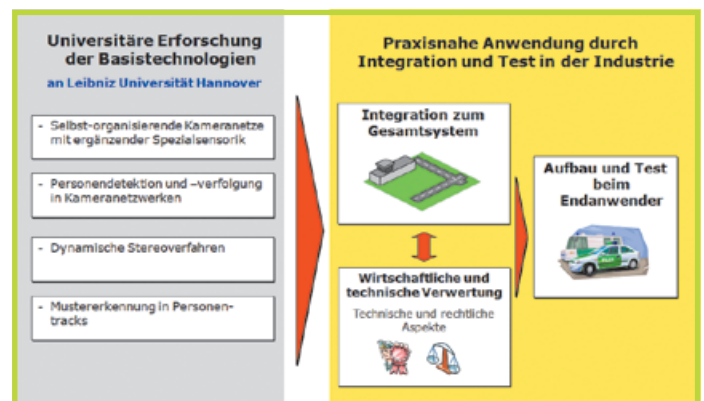 Universitäre Erforschung
der Basistechnologien
an Leibniz Universität Hannover
- Selbst-organisierende Kameranetze
mit ergänzender Spezialsensorik
- Personendetektion und –verfolgung
in Kameranetzwerken
- Dynamische Stereoverfahren
- Mustererkennung in Personen-
tracks
Praxisnahe Anwendung durch
Integration und Test in der Industrie
Integration zum
Gesamtsystem
Wirtschaftliche und
technische Verwertung
Technische und rechtliche
Aspekte
Aufbau und Test
beim
Endanwender